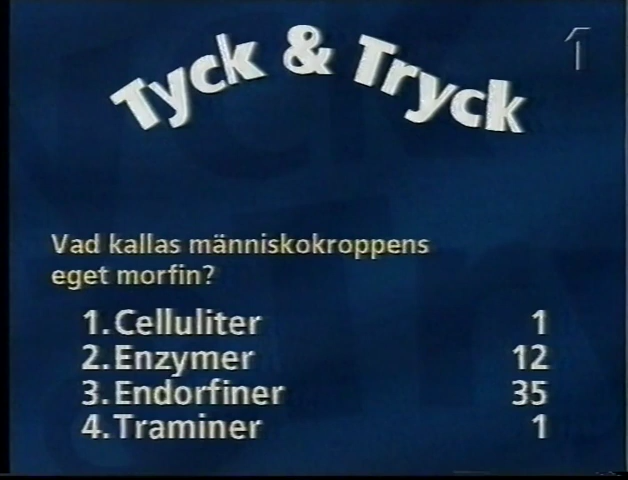 Tyck & Tryck
1
Vad kallas människokroppens
eget morfin?
1. Celluliter 1
2. Enzymer 12
3. Endorfiner 35
4. Traminer 1